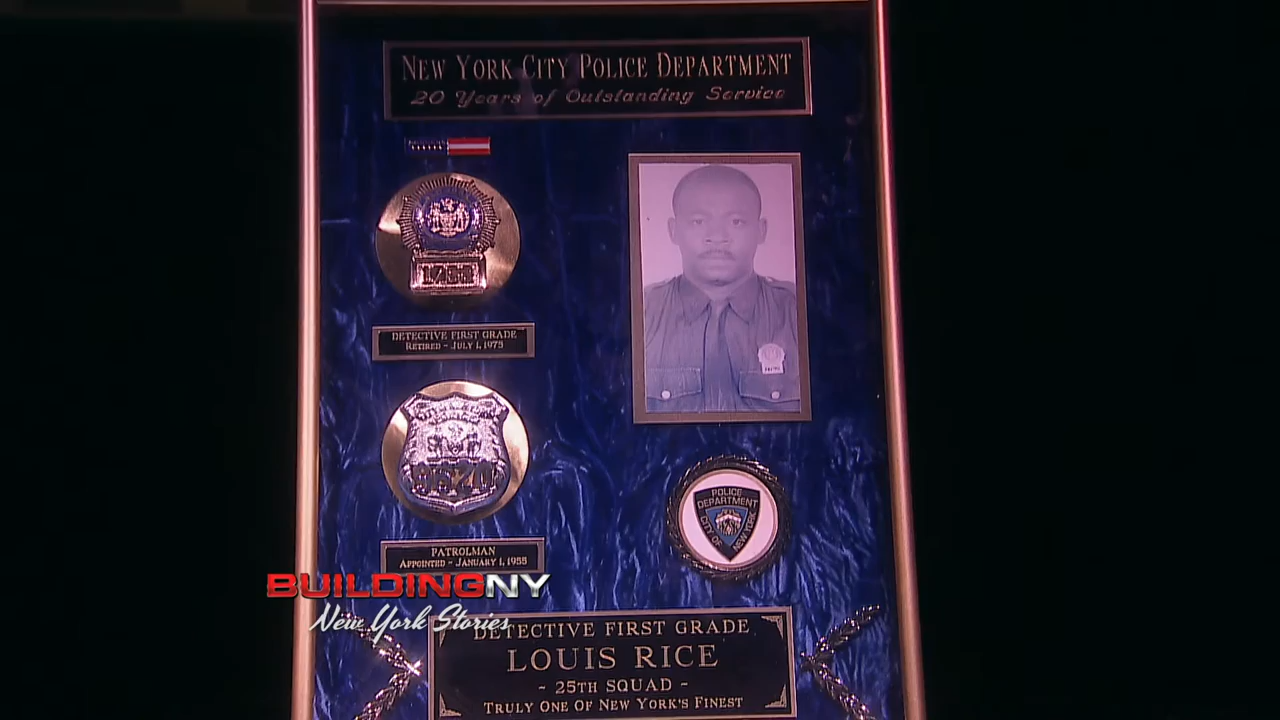 NEW YORK CITY POLICE DEPARTMENT
20 Years of Outstanding Service
DETECTIVE FIRST GRADE
RETIRED - JULY 1, 1975
PATROLMAN
APPOINTED - JANUARY 1, 1955
POLICE
DEPARTMENT
CITY OF
NEW YORK
BUILDINGNY
New York Stories
DETECTIVE FIRST GRADE
LOUIS RICE
~ 25TH SQUAD ~
TRULY ONE OF NEW YORK'S FINEST